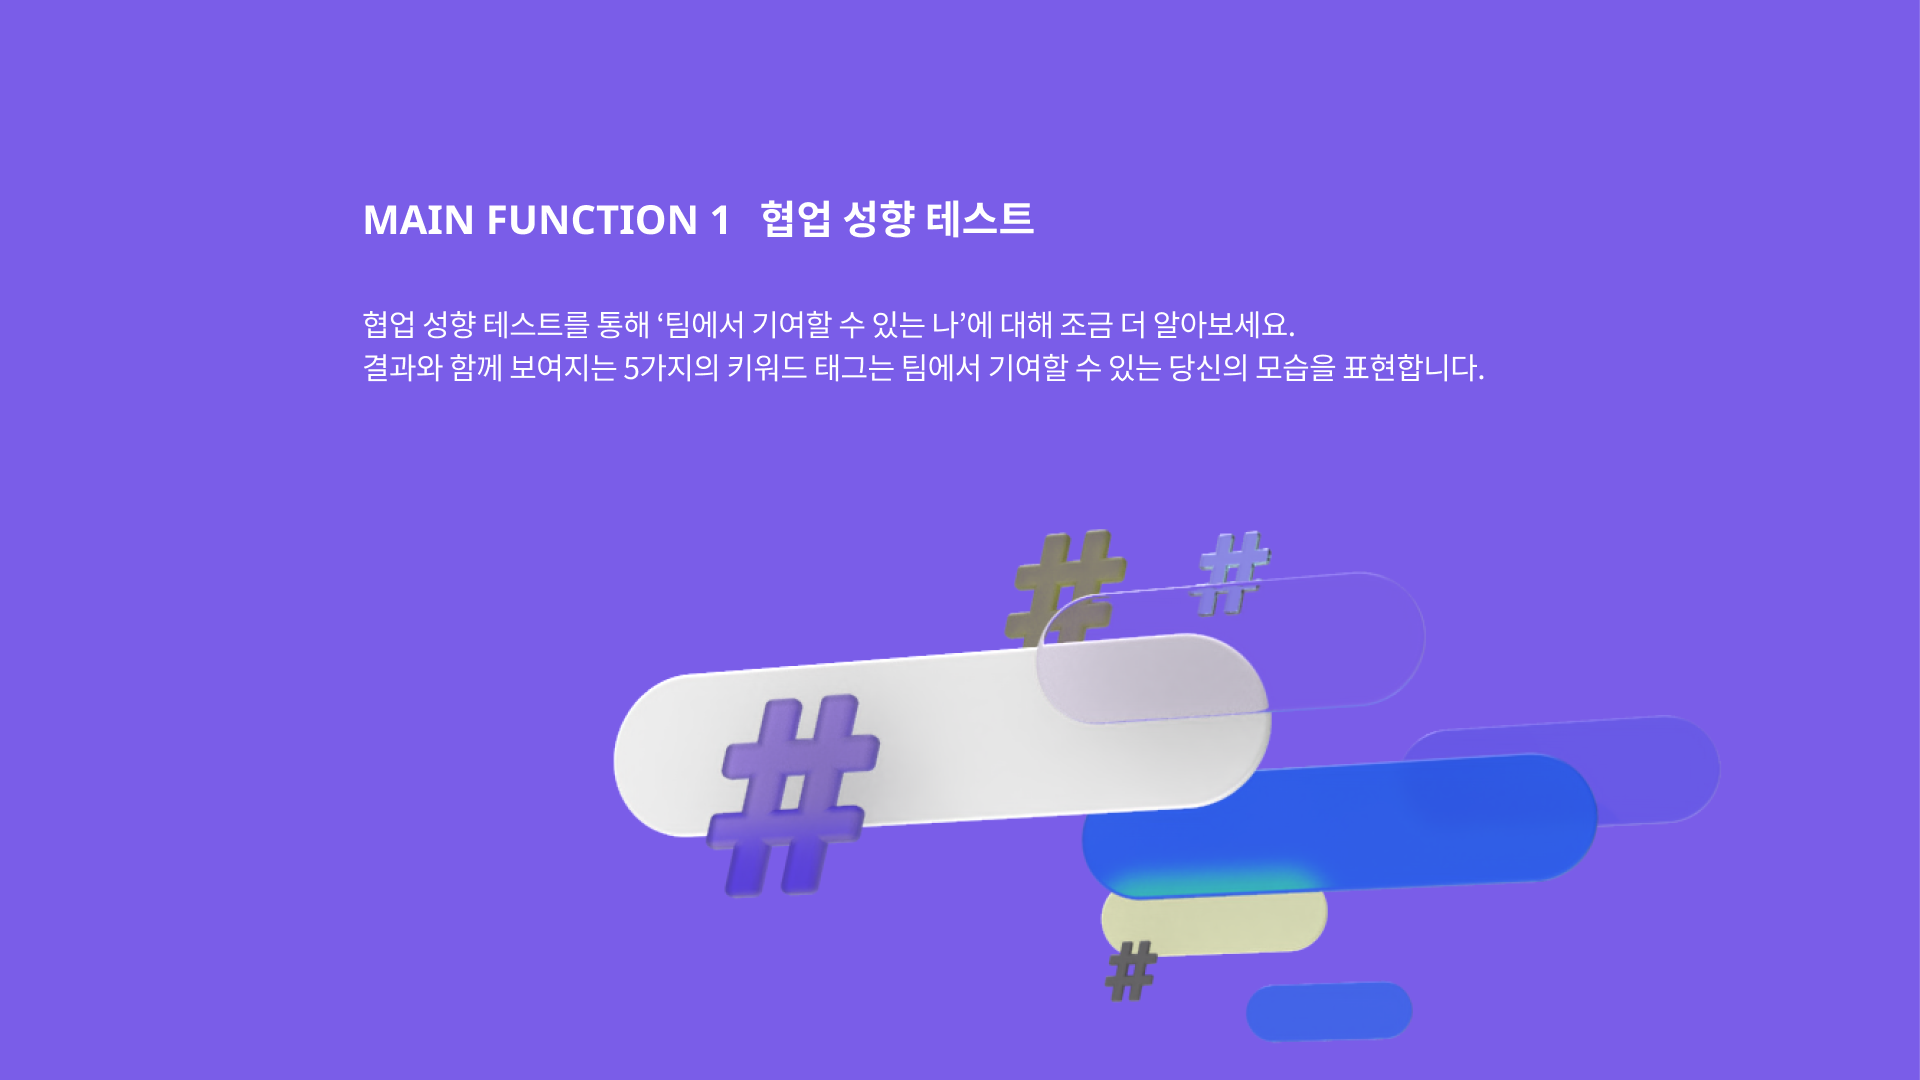 MAIN FUNCTION 1 협업 성향 테스트
협업 성향 테스트를 통해 ‘팀에서 기여할 수 있는 나’에 대해 조금 더 알아보세요.
결과와 함께 보여지는 5가지의 키워드 태그는 팀에서 기여할 수 있는 당신의 모습을 표현합니다.
#
#
#
#